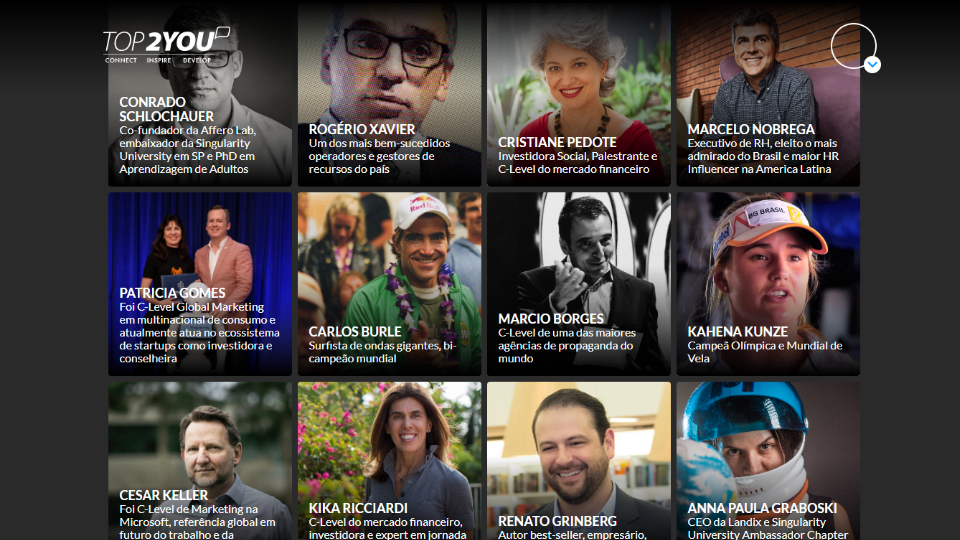 TOP 2YOU
CONNECT INSPIRE DEVELOP
CONRADO
SCHLOCHAUER
Co-fundador da Affero Lab,
embaixador da Singularity
University em SP e PhD em
Aprendizagem de Adultos
ROGÉRIO XAVIER
Um dos mais bem-sucedidos
operadores e gestores de
recursos do país
CRISTIANE PEDOTE
Investidora Social, Palestrante e
C-Level do mercado financeiro
MARCELO NOBREGA
Executivo de RH, eleito o mais
admirado do Brasil e maior HR
Influencer na America Latina
PATRICIA GOMES
Foi C-Level Global Marketing
em multinacional de consumo e
atualmente atua no ecossistema
de startups como investidora e
conselheira
Red Bull
CARLOS BURLE
Surfista de ondas gigantes, bi-
campeão mundial
MARCIO BORGES
C-Level de uma das maiores
agências de propaganda do
mundo
BG BRASIL
KAHENA KUNZE
Campeã Olímpica e Mundial de
Vela
CESAR KELLER
Foi C-Level de Marketing na
Microsoft, referência global em
futuro do trabalho e da
KIKA RICCIARDI
C-Level do mercado financeiro,
investidora e expert em jornada
RENATO GRINBERG
Autor best-seller, empresário,
ANNA PAULA GRABOSKI
CEO da Landix e Singularity
University Ambassador Chapter